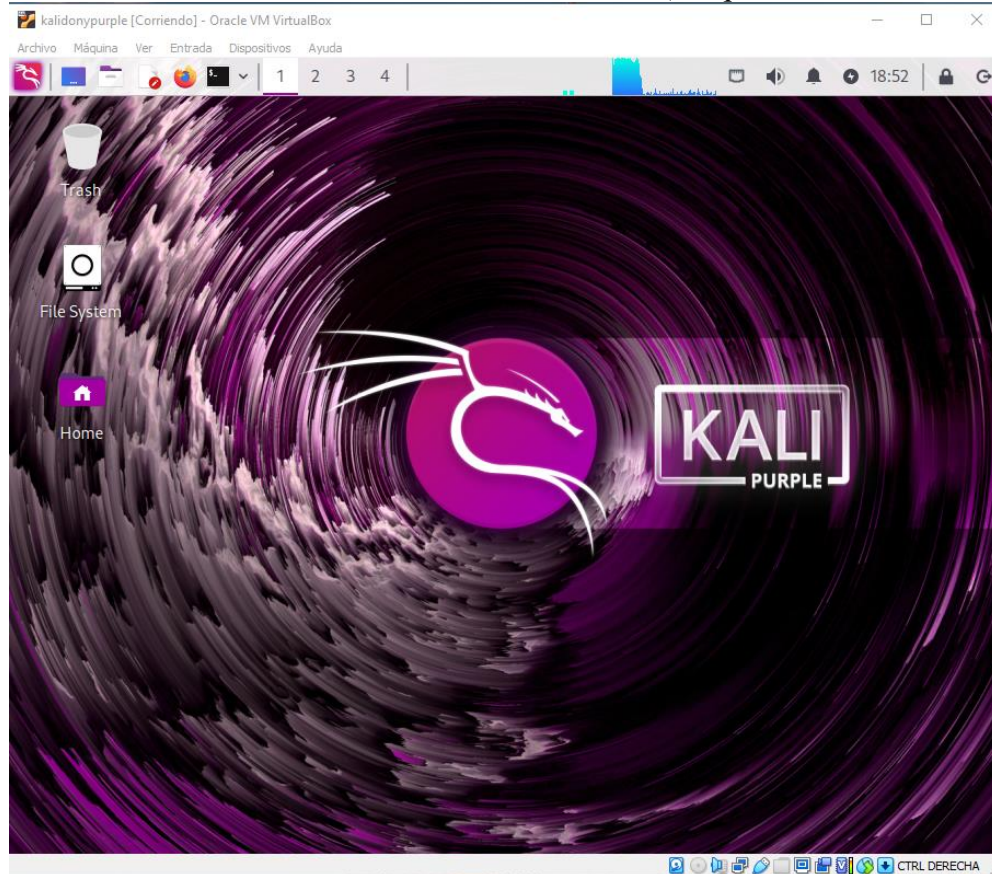 kalidonypurple [Corriendo] - Oracle VM VirtualBox
Archivo Máquina Ver Entrada Dispositivos Ayuda
1 2 3 4 18:52
Trash
File System
Home
KALI
PURPLE
CTRL DERECHA